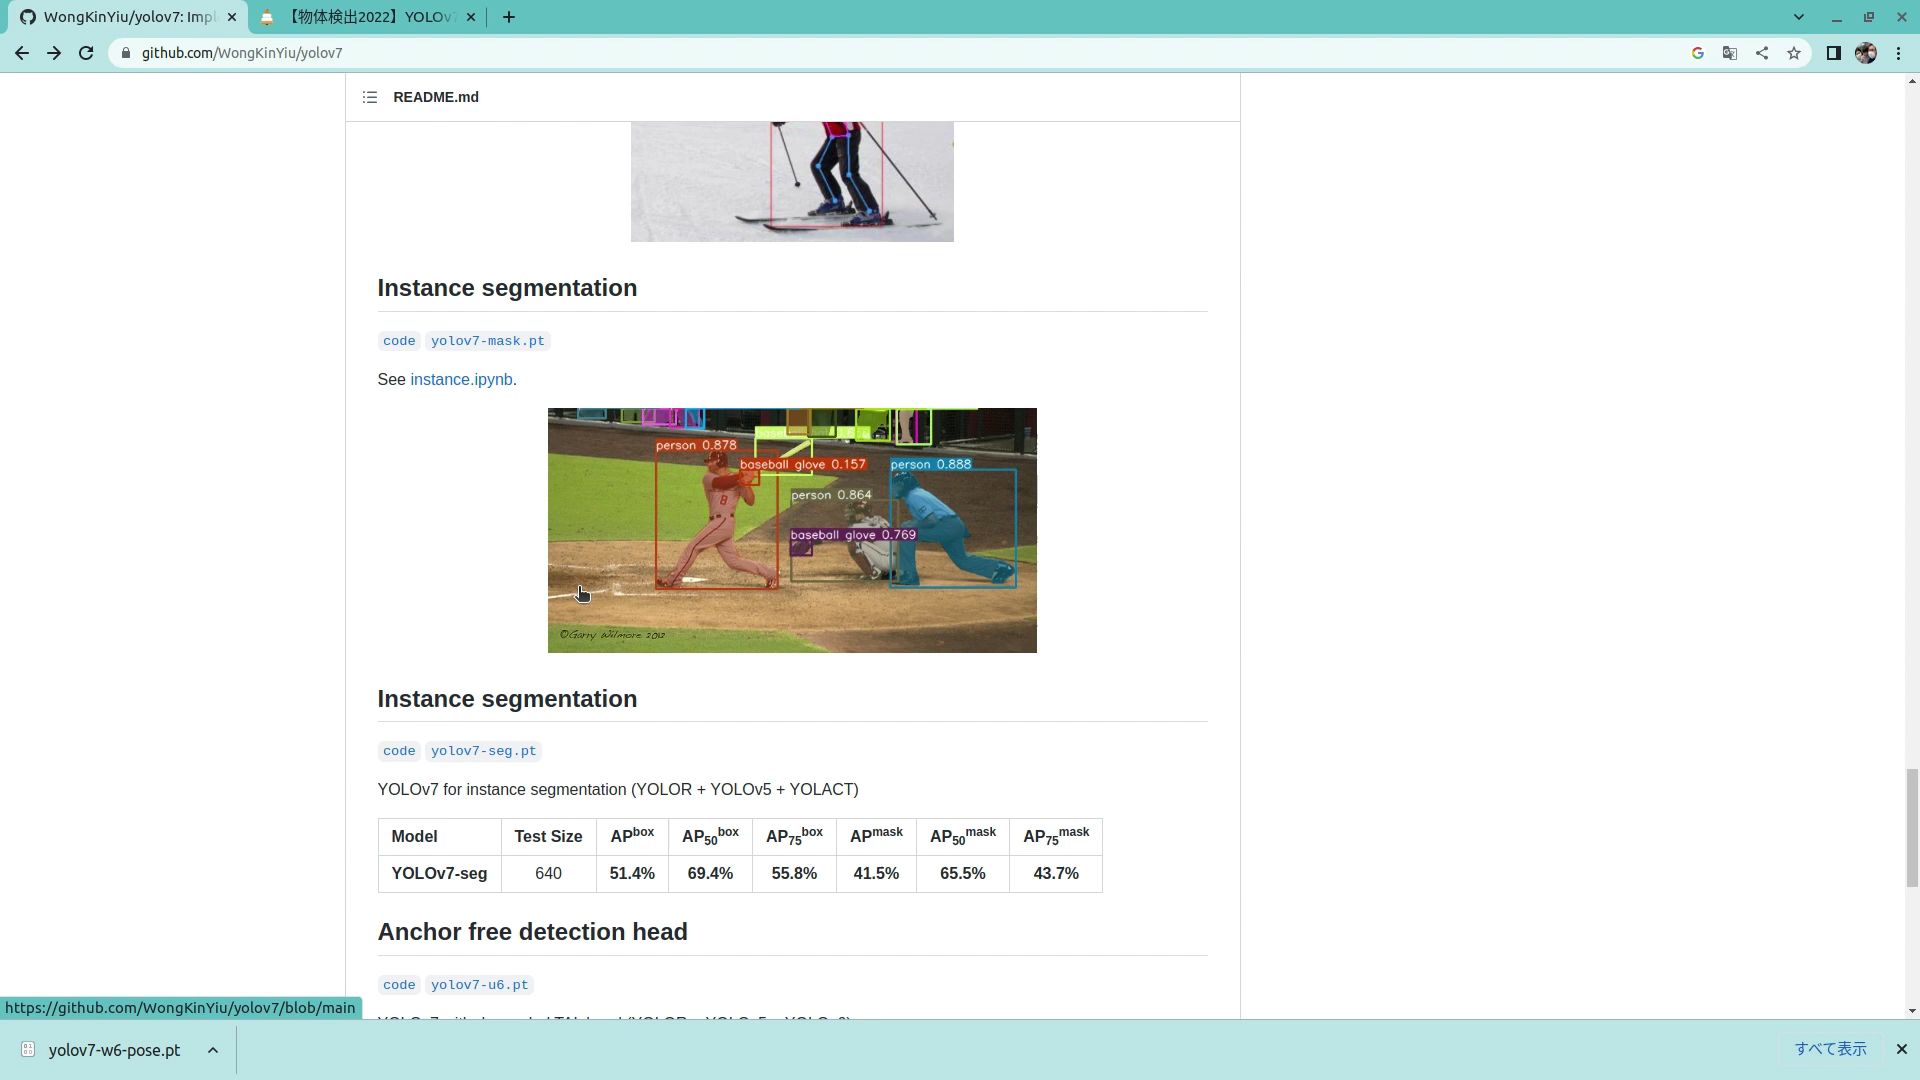 WongKinYiu/yolov7: Impl
【物体検出2022】YOLOv7
github.com/WongKinYiu/yolov7
README.md
Instance segmentation
code yolov7-mask.pt
See instance.ipynb.
person 0.878
baseball glove 0.157
person 0.888
person 0.864
baseball glove 0.769
8
©Garry Wilmore 2012
Instance segmentation
code yolov7-seg.pt
YOLOv7 for instance segmentation (YOLOR + YOLOv5 + YOLACT)
Model Test Size APbox AP50box AP75box APmask AP50mask AP75mask
YOLOv7-seg 640 51.4% 69.4% 55.8% 41.5% 65.5% 43.7%
Anchor free detection head
code yolov7-u6.pt
https://github.com/WongKinYiu/yolov7/blob/main
yolov7-w6-pose.pt
すべて表示